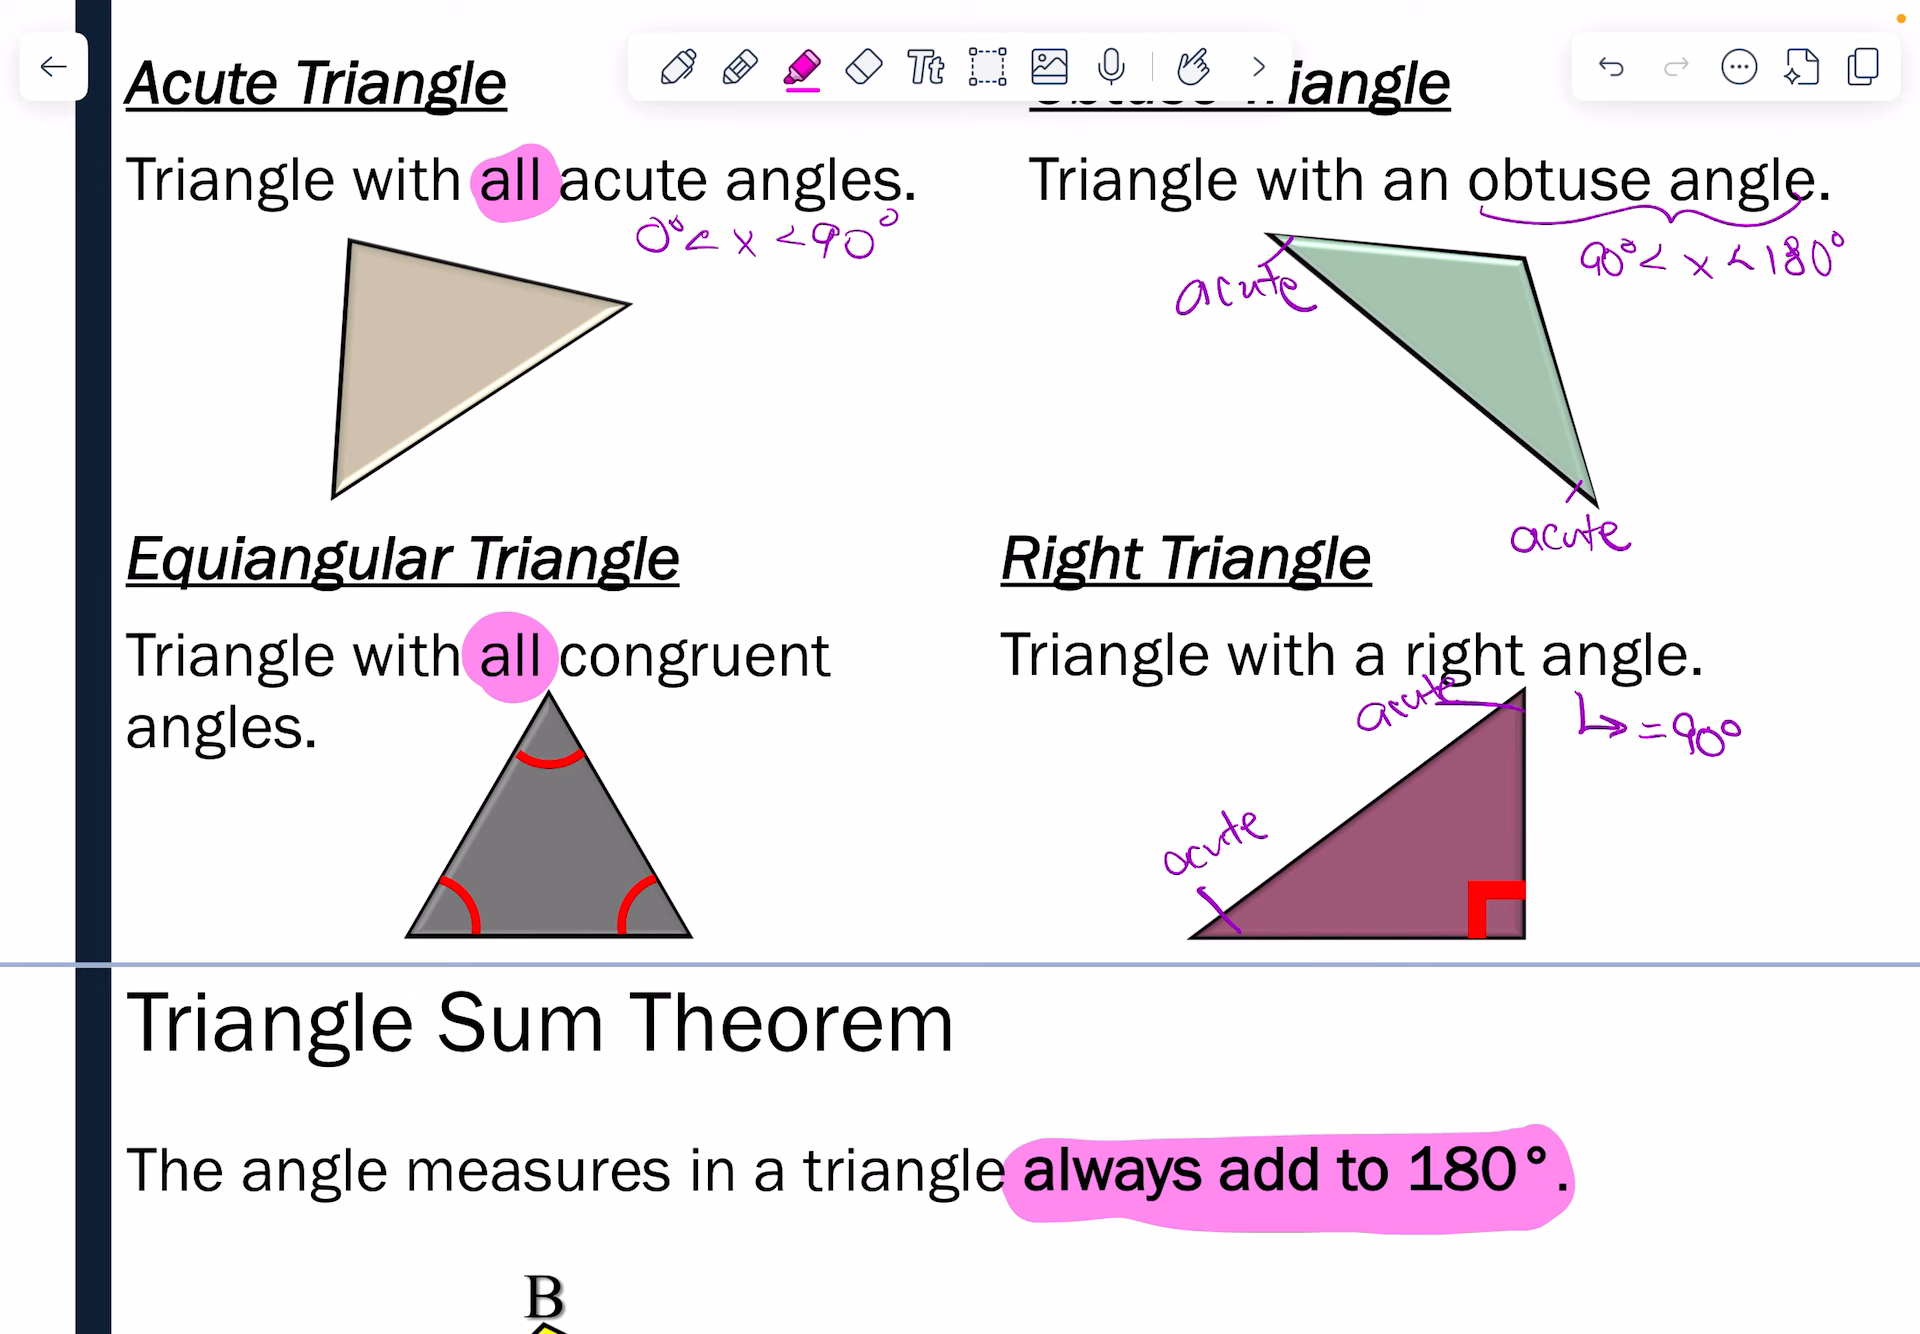 Acute Triangle
Triangle with all acute angles.
0° < x < 90°
Tt
iangle
Triangle with an obtuse angle.
90° < x < 180°
acute
acute
Equiangular Triangle
Triangle with all congruent
angles.
Right Triangle
Triangle with a right angle.
acute
↳ = 90°
acute
Triangle Sum Theorem
The angle measures in a triangle always add to 180°.
B